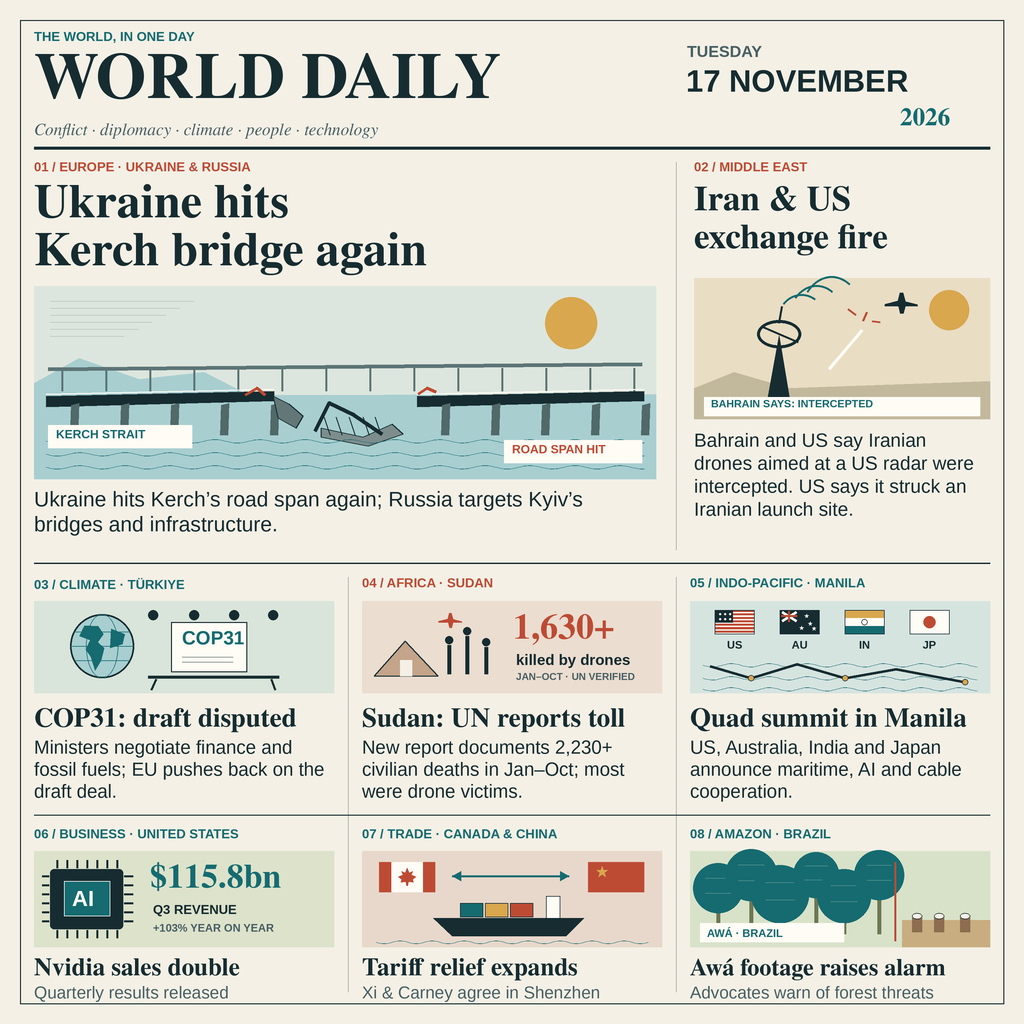 THE WORLD, IN ONE DAY
WORLD DAILY
Conflict · diplomacy · climate · people · technology
TUESDAY
17 NOVEMBER
2026
01 / EUROPE · UKRAINE & RUSSIA
Ukraine hits
Kerch bridge again
KERCH STRAIT
ROAD SPAN HIT
Ukraine hits Kerch’s road span again; Russia targets Kyiv’s
bridges and infrastructure.
02 / MIDDLE EAST
Iran & US
exchange fire
BAHRAIN SAYS: INTERCEPTED
Bahrain and US say Iranian
drones aimed at a US radar were
intercepted. US says it struck an
Iranian launch site.
03 / CLIMATE · TÜRKIYE
COP31
COP31: draft disputed
Ministers negotiate finance and
fossil fuels; EU pushes back on the
draft deal.
04 / AFRICA · SUDAN
1,630+
killed by drones
JAN–OCT · UN VERIFIED
Sudan: UN reports toll
New report documents 2,230+
civilian deaths in Jan–Oct; most
were drone victims.
05 / INDO-PACIFIC · MANILA
US AU IN JP
Quad summit in Manila
US, Australia, India and Japan
announce maritime, AI and cable
cooperation.
06 / BUSINESS · UNITED STATES
AI
$115.8bn
Q3 REVENUE
+103% YEAR ON YEAR
Nvidia sales double
Quarterly results released
07 / TRADE · CANADA & CHINA
Tariff relief expands
Xi & Carney agree in Shenzhen
08 / AMAZON · BRAZIL
AWÁ · BRAZIL
Awá footage raises alarm
Advocates warn of forest threats